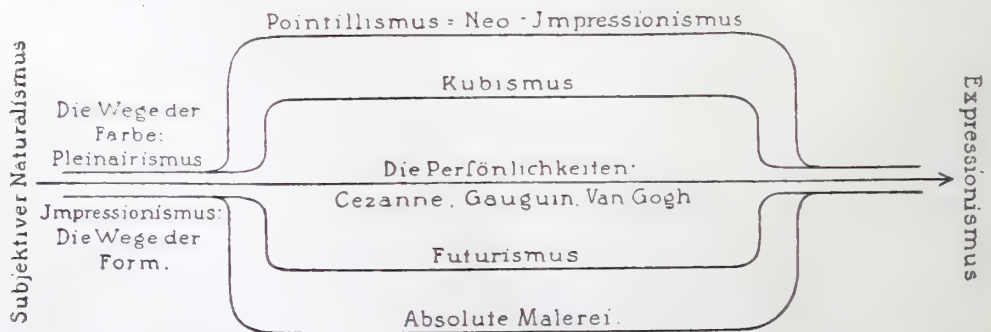 Pointillismus = Neo-Jmpressionismus
Kubismus
Subjektiver Naturalismus
Die Wege der
Farbe:
Pleinairismus
Die Perſönlichkeiten:
Cezanne, Gauguin, Van Gogh
Expressionismus
Jmpressionismus:
Die Wege der
Form.
Futurismus
Absolute Malerei.